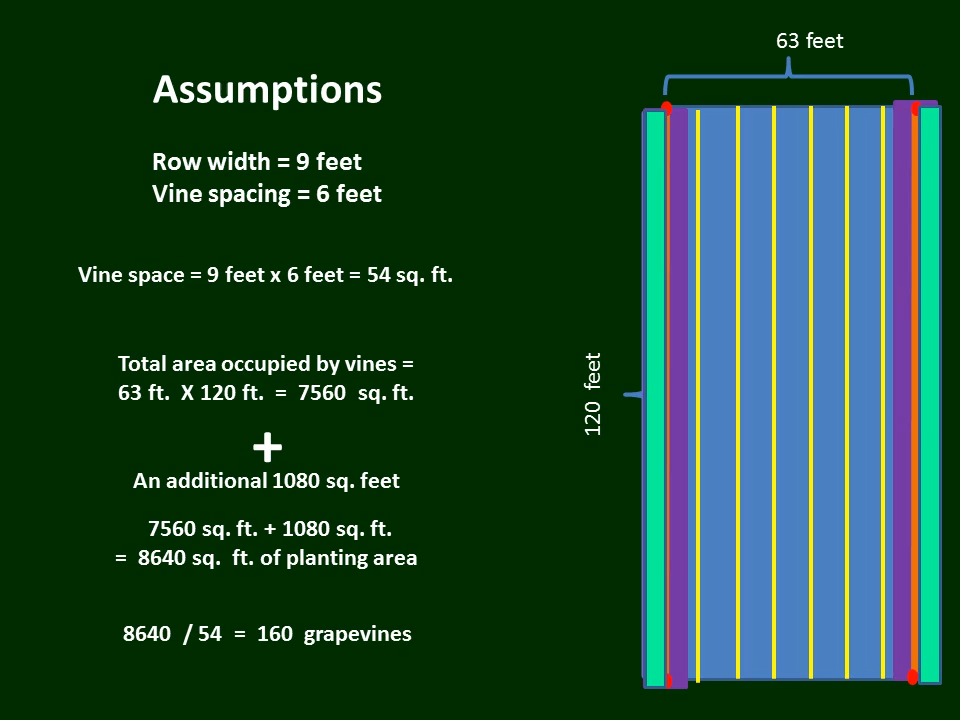 Assumptions
Row width = 9 feet
Vine spacing = 6 feet
Vine space = 9 feet x 6 feet = 54 sq. ft.
Total area occupied by vines =
63 ft. X 120 ft. = 7560 sq. ft.
+
An additional 1080 sq. feet
7560 sq. ft. + 1080 sq. ft.
= 8640 sq. ft. of planting area
8640 / 54 = 160 grapevines
63 feet
120 feet